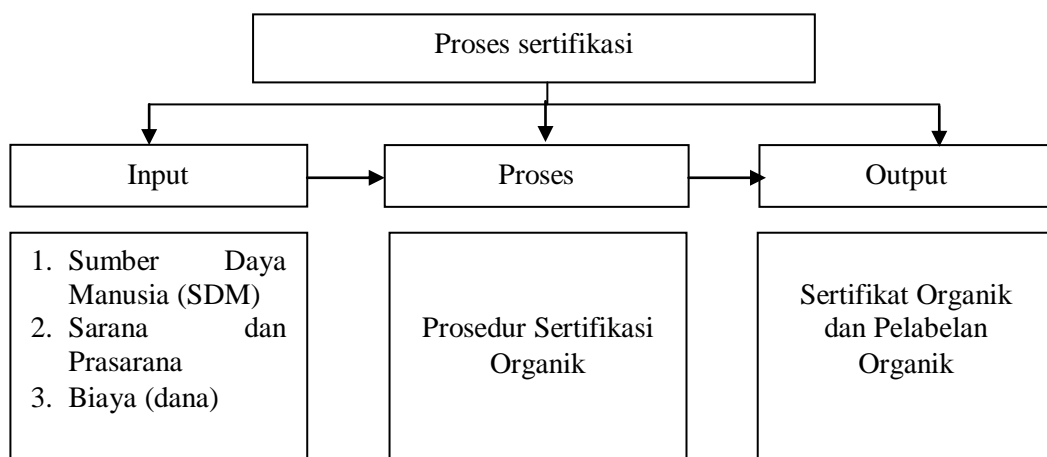 Proses sertifikasi
Input
Proses
Output
1. Sumber Daya
Manusia (SDM)
2. Sarana dan
Prasarana
3. Biaya (dana)
Prosedur Sertifikasi
Organik
Sertifikat Organik
dan Pelabelan
Organik